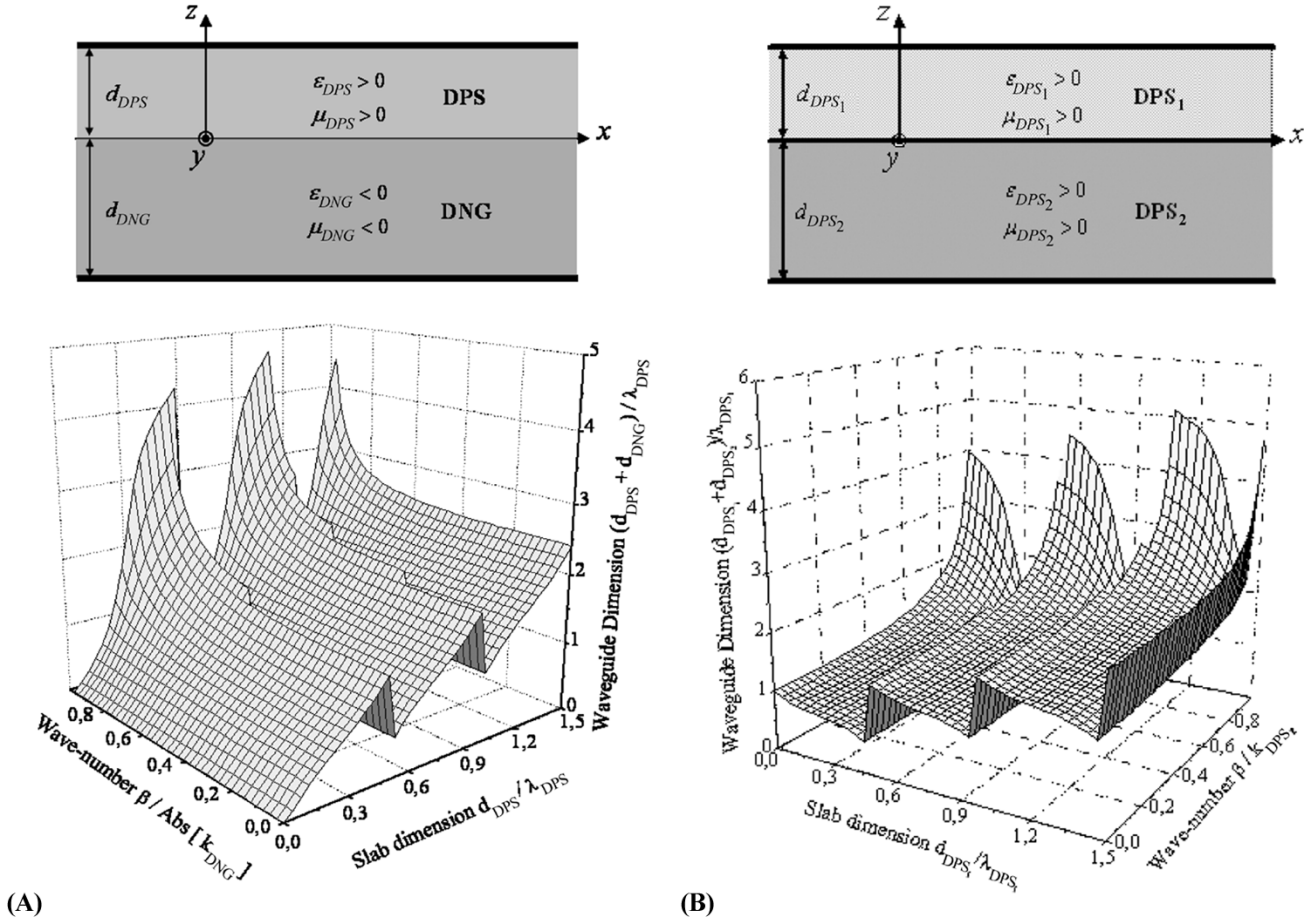 z
d_DPS
ε_DPS > 0
μ_DPS > 0
DPS
x
y
d_DNG
ε_DNG < 0
μ_DNG < 0
DNG
z
d_DPS₁
ε_DPS₁ > 0
μ_DPS₁ > 0
DPS₁
x
y
d_DPS₂
ε_DPS₂ > 0
μ_DPS₂ > 0
DPS₂
5
4
3
2
1
0
Waveguide Dimension (d_DPS + d_DNG) / λ_DPS
0,8
0,6
0,4
0,2
0,0
Wave-number β / Abs [ k_DNG ]
0,0
0,3
0,6
0,9
1,2
1,5
Slab dimension d_DPS / λ_DPS
(A)
6
5
4
3
2
1
0
Waveguide Dimension (d_DPS₁ + d_DPS₂)/λ_DPS₁
0,0
0,3
0,6
0,9
1,2
1,5
Slab dimension d_DPS₁/λ_DPS₁
0,8
0,6
0,4
0,2
0,0
Wave-number β / k_DPS₂
(B)